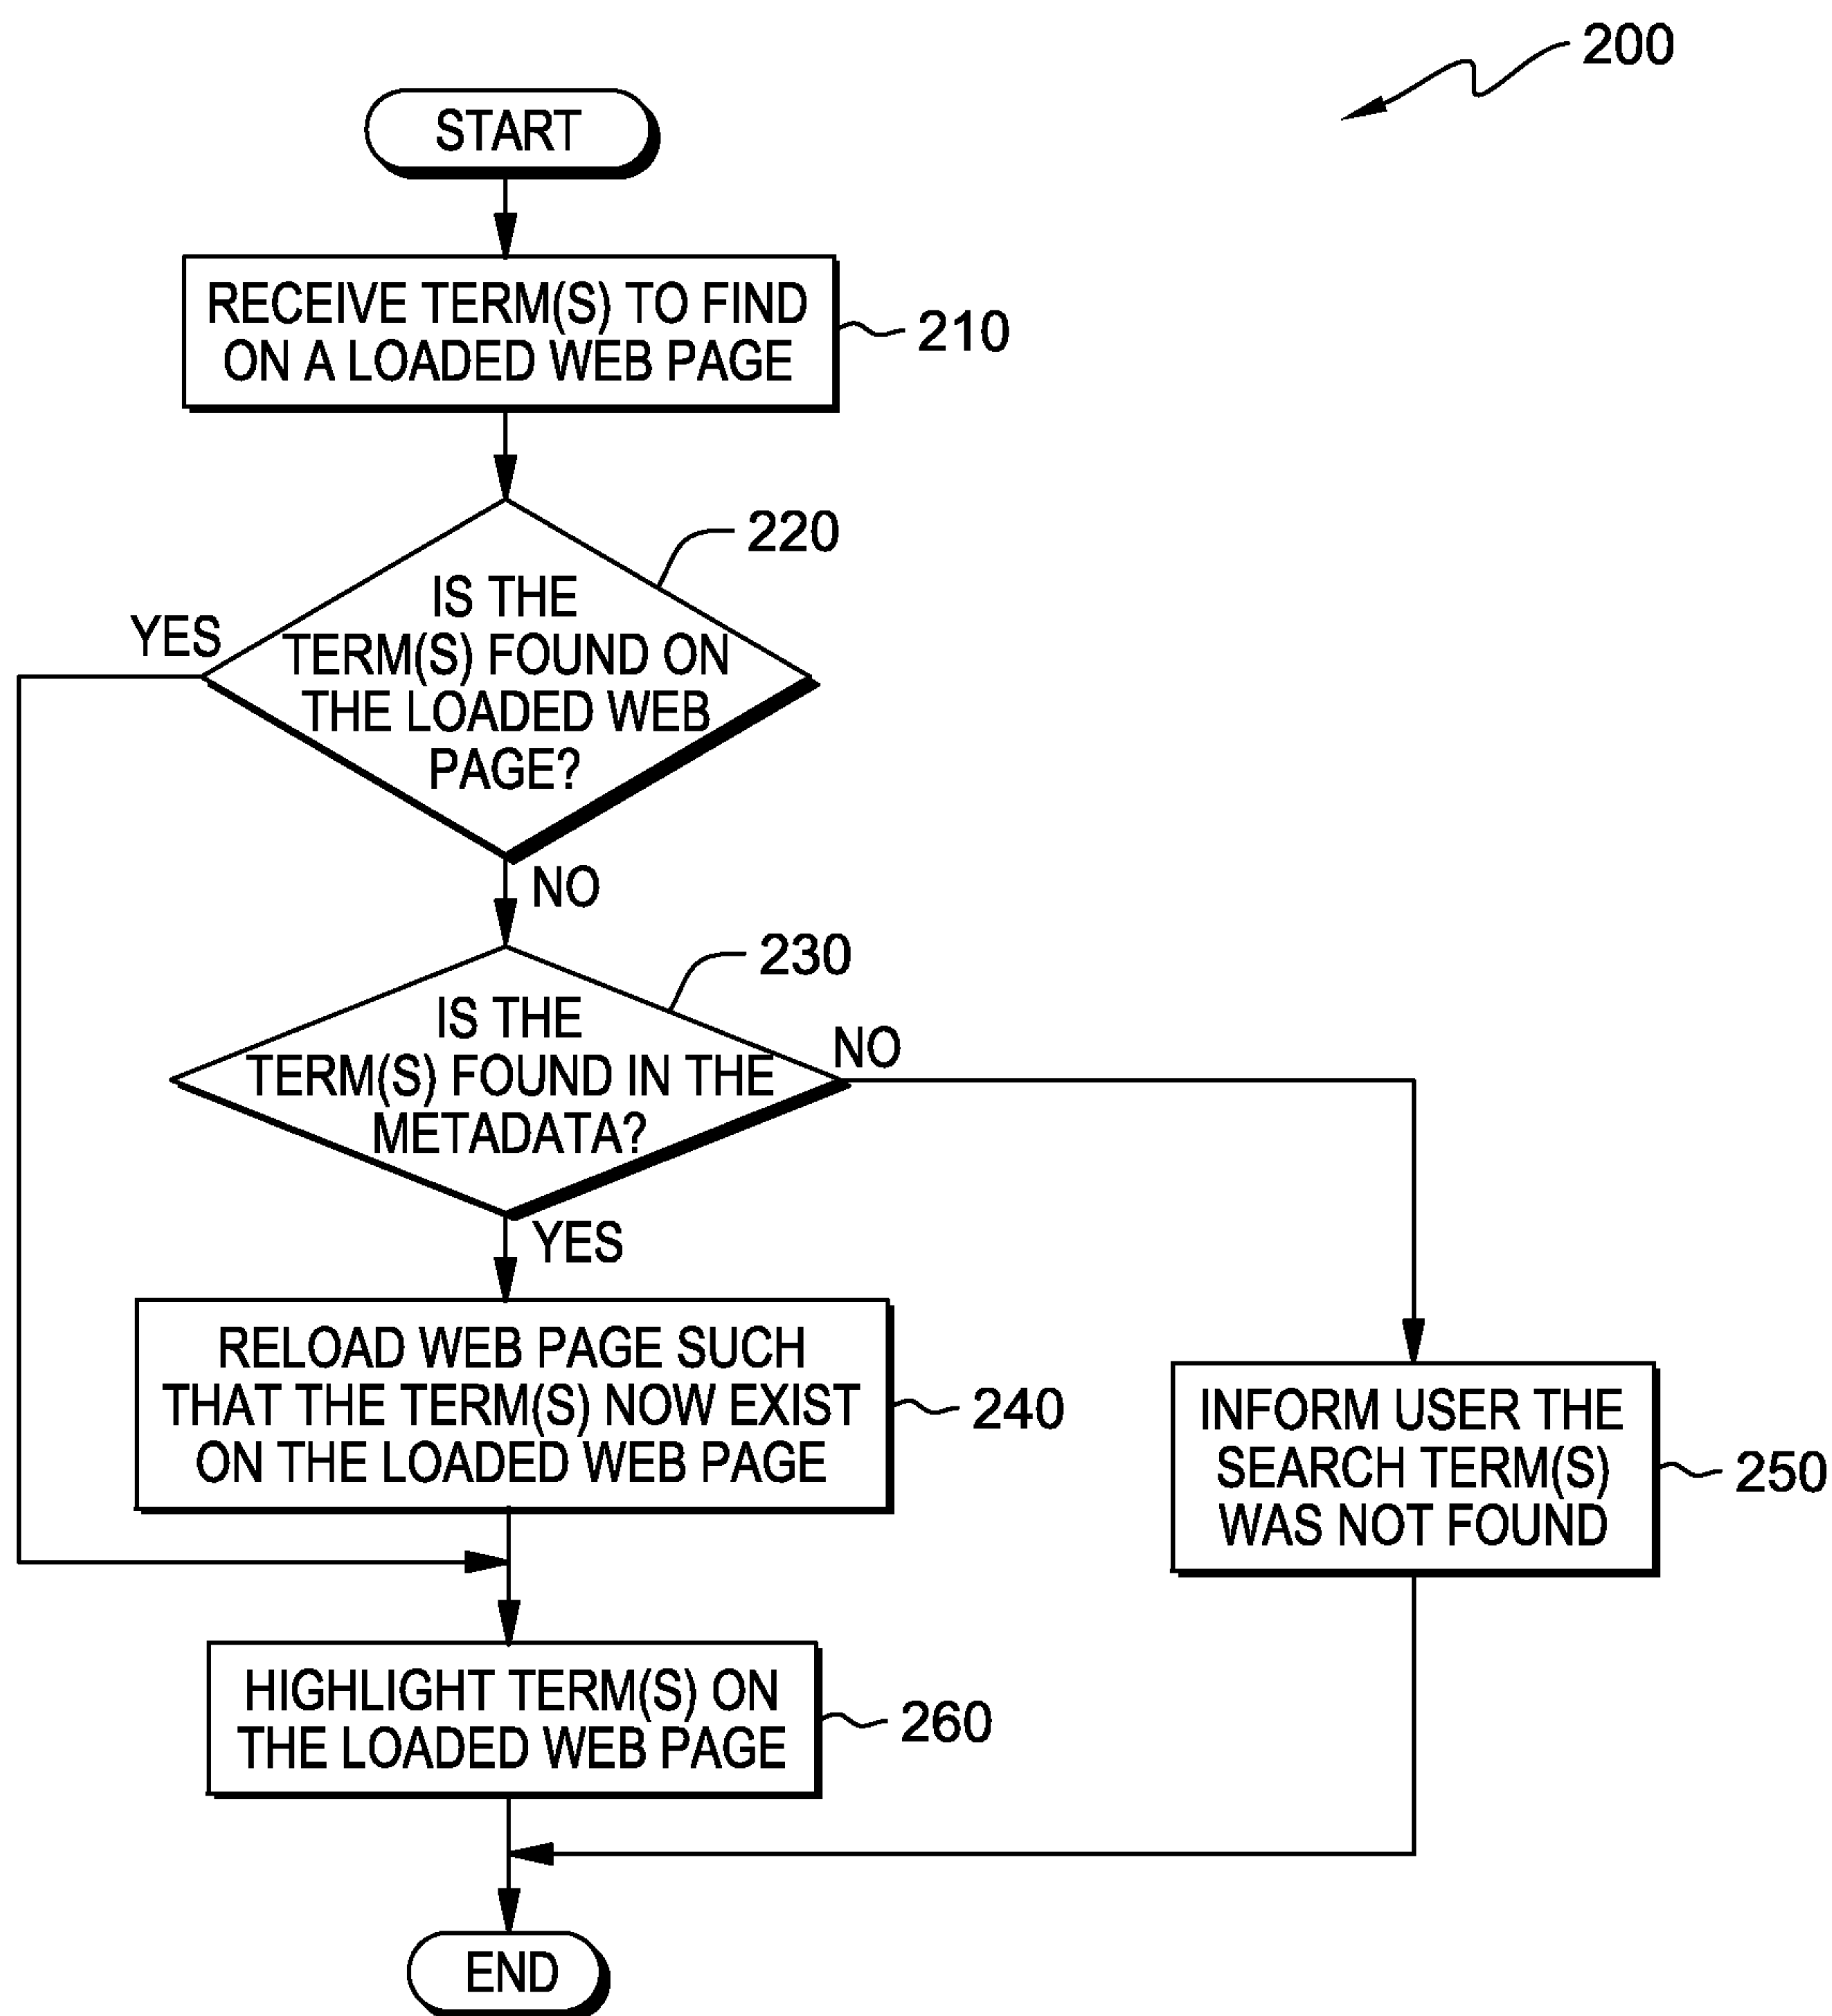 200
START
RECEIVE TERM(S) TO FIND
ON A LOADED WEB PAGE
210
220
IS THE
TERM(S) FOUND ON
THE LOADED WEB
PAGE?
YES
NO
230
IS THE
TERM(S) FOUND IN THE
METADATA?
NO
YES
RELOAD WEB PAGE SUCH
THAT THE TERM(S) NOW EXIST
ON THE LOADED WEB PAGE
240
INFORM USER THE
SEARCH TERM(S)
WAS NOT FOUND
250
HIGHLIGHT TERM(S) ON
THE LOADED WEB PAGE
260
END